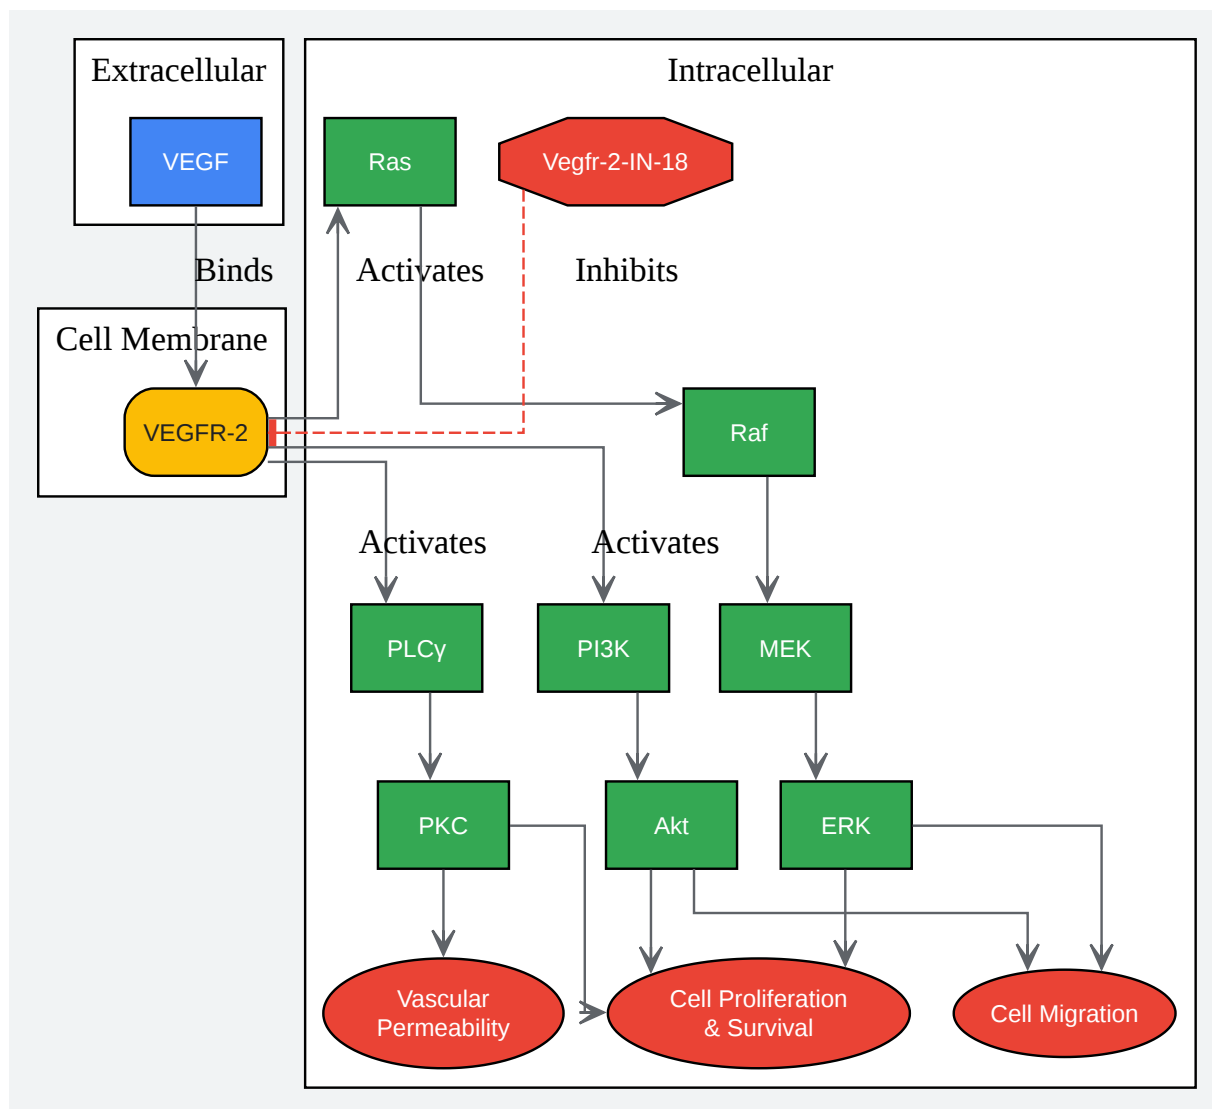 Extracellular
Intracellular
VEGF
Ras
Vegfr-2-IN-18
Binds
Activates
Inhibits
Cell Membrane
VEGFR-2
Raf
Activates
Activates
PLCγ
PI3K
MEK
PKC
Akt
ERK
Vascular
Permeability
Cell Proliferation
& Survival
Cell Migration